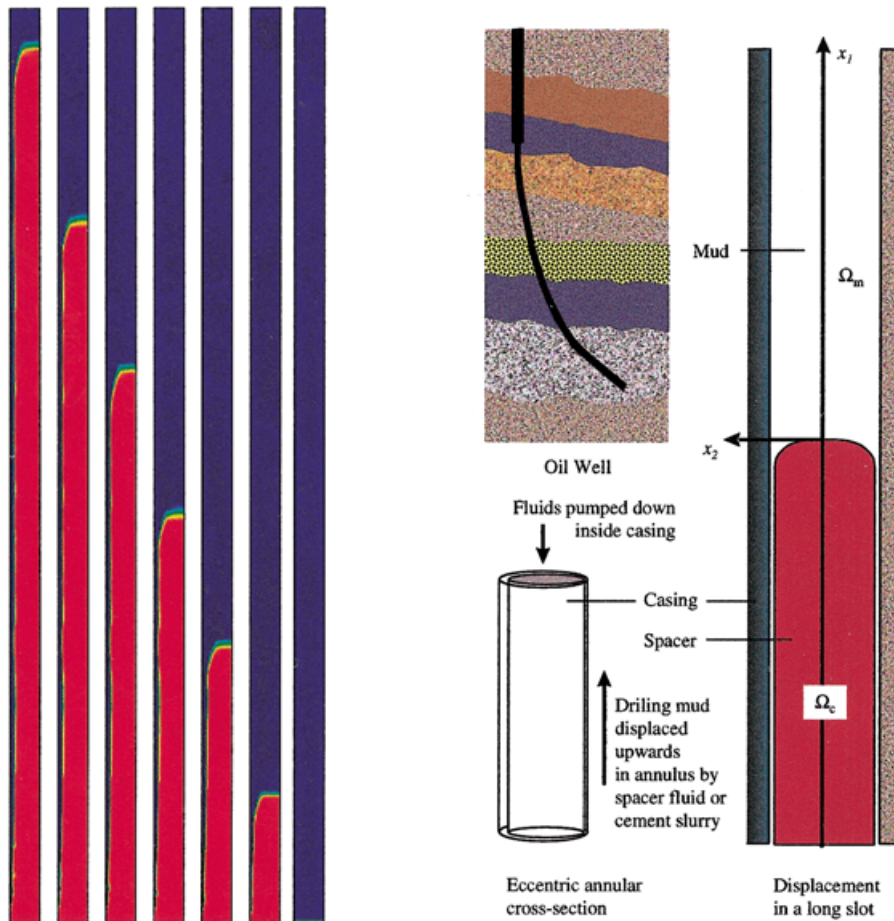 x₁
Mud
Ωₘ
x₂
Oil Well
Fluids pumped down
inside casing
Casing
Spacer
Ω꜀
Driling mud
displaced
upwards
in annulus by
spacer fluid or
cement slurry
Eccentric annular
cross-section
Displacement
in a long slot